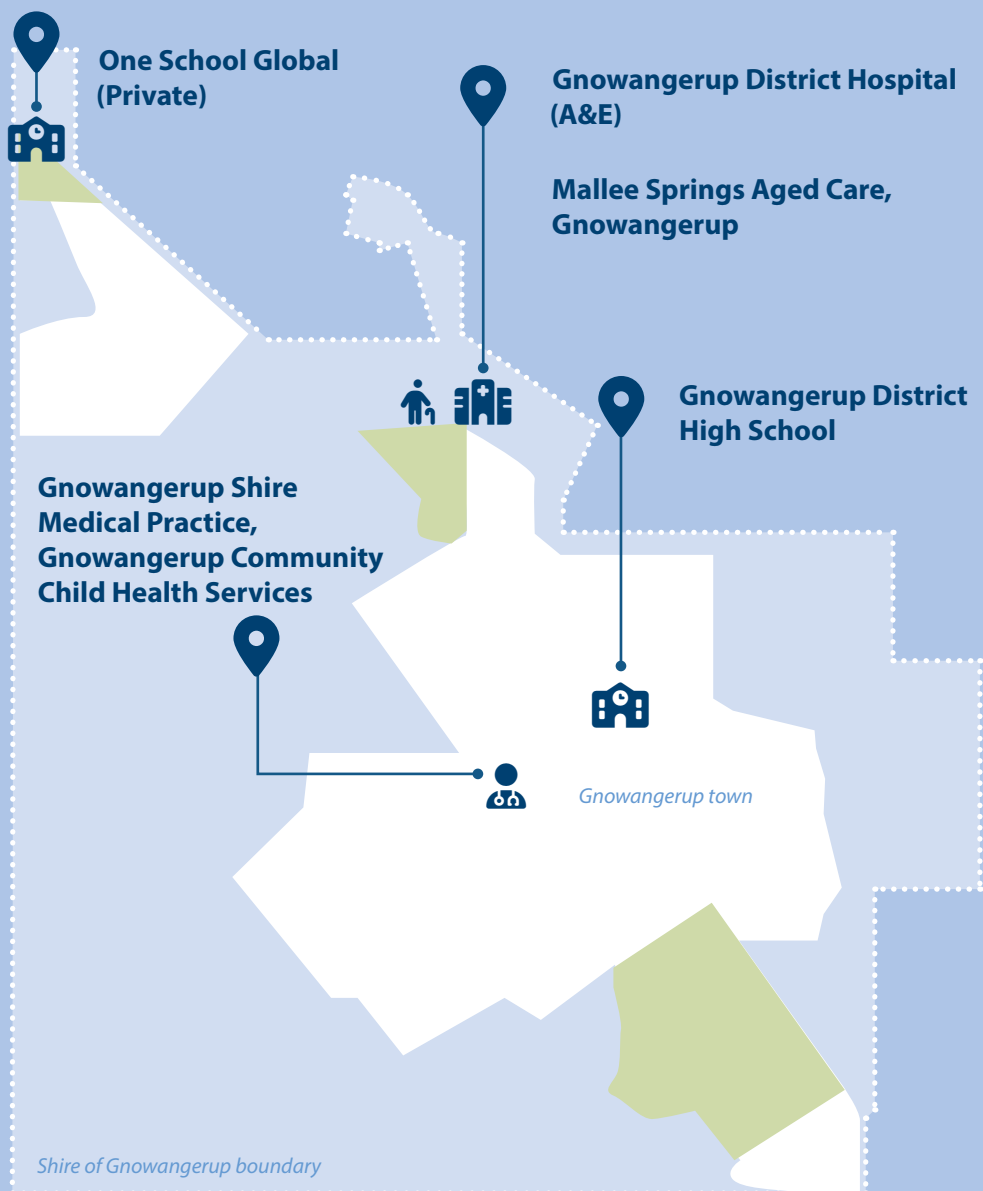 One School Global
(Private)
Gnowangerup District Hospital
(A&E)
Mallee Springs Aged Care,
Gnowangerup
Gnowangerup District
High School
Gnowangerup Shire
Medical Practice,
Gnowangerup Community
Child Health Services
Gnowangerup town
Shire of Gnowangerup boundary